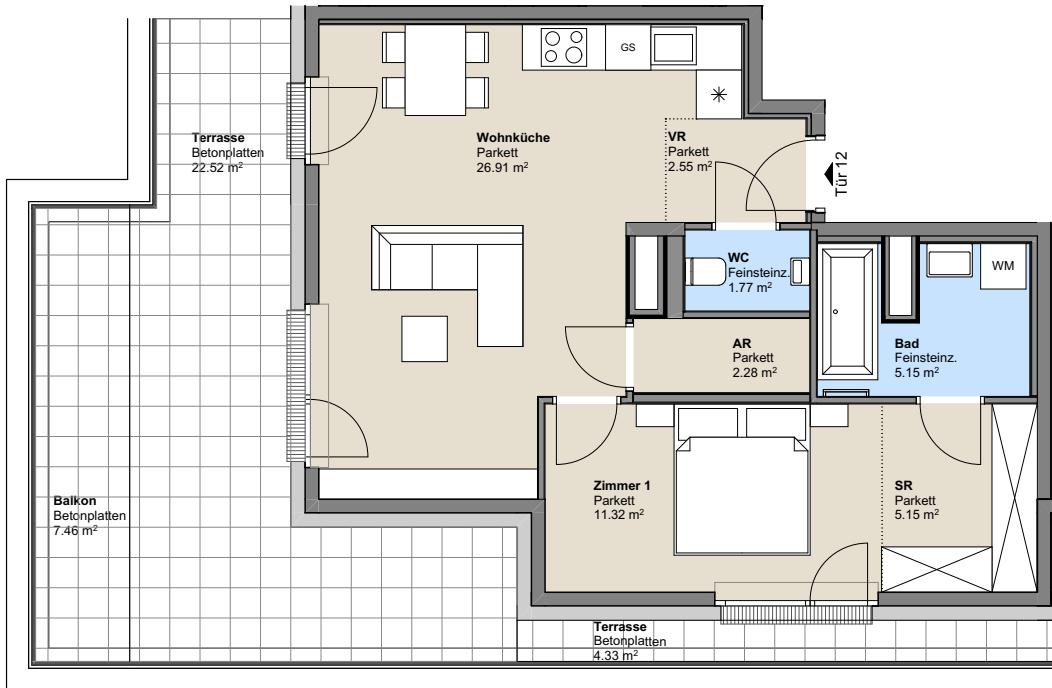 GS
Terrasse
Betonplatten
22.52 m²
Wohnküche
Parkett
26.91 m²
VR
Parkett
2.55 m²
Tür 12
WC
Feinsteinz.
1.77 m²
WM
AR
Parkett
2.28 m²
Bad
Feinsteinz.
5.15 m²
Balkon
Betonplatten
7.46 m²
Zimmer 1
Parkett
11.32 m²
SR
Parkett
5.15 m²
Terrasse
Betonplatten
4.33 m²